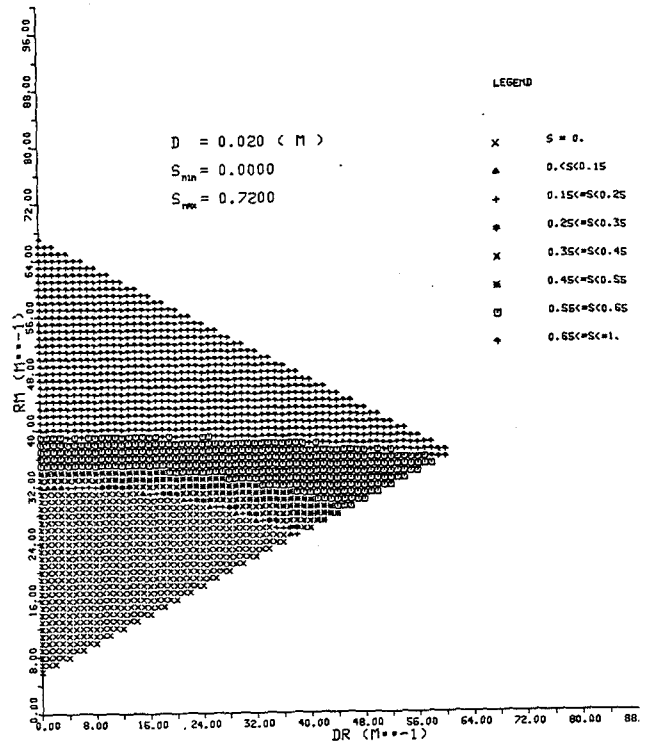 LEGEND
D = 0.020 ( M )
Smin = 0.0000
Smax = 0.7200
S = 0.
0.<S<0.15
0.15<=S<0.25
0.25<=S<0.35
0.35<=S<0.45
0.45<=S<0.55
0.55<=S<0.65
0.65<=S<=1.
RM (M**-1)
96.00
88.00
80.00
72.00
64.00
56.00
48.00
40.00
32.00
24.00
16.00
8.00
0.00
0.00 8.00 16.00 24.00 32.00 40.00 48.00 56.00 64.00 72.00 80.00 88.
DR (M**-1)